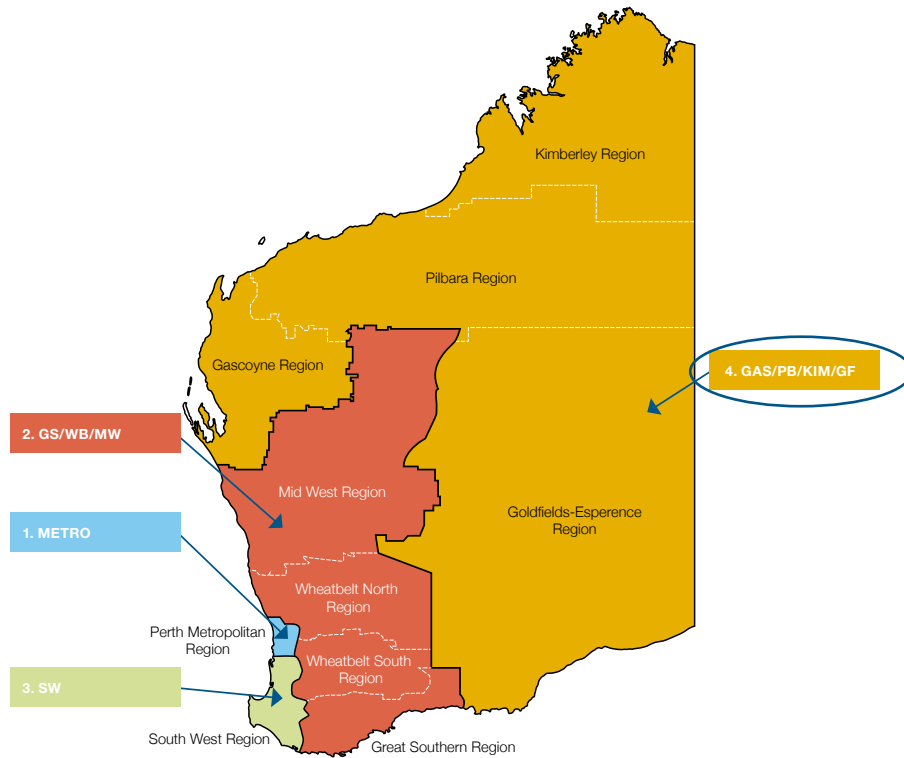 Kimberley Region
Pilbara Region
Gascoyne Region
4. GAS/PB/KIM/GF
2. GS/WB/MW
Mid West Region
Goldfields-Esperence
Region
1. METRO
Wheatbelt North
Region
Perth Metropolitan
Region
Wheatbelt South
Region
3. SW
South West Region
Great Southern Region